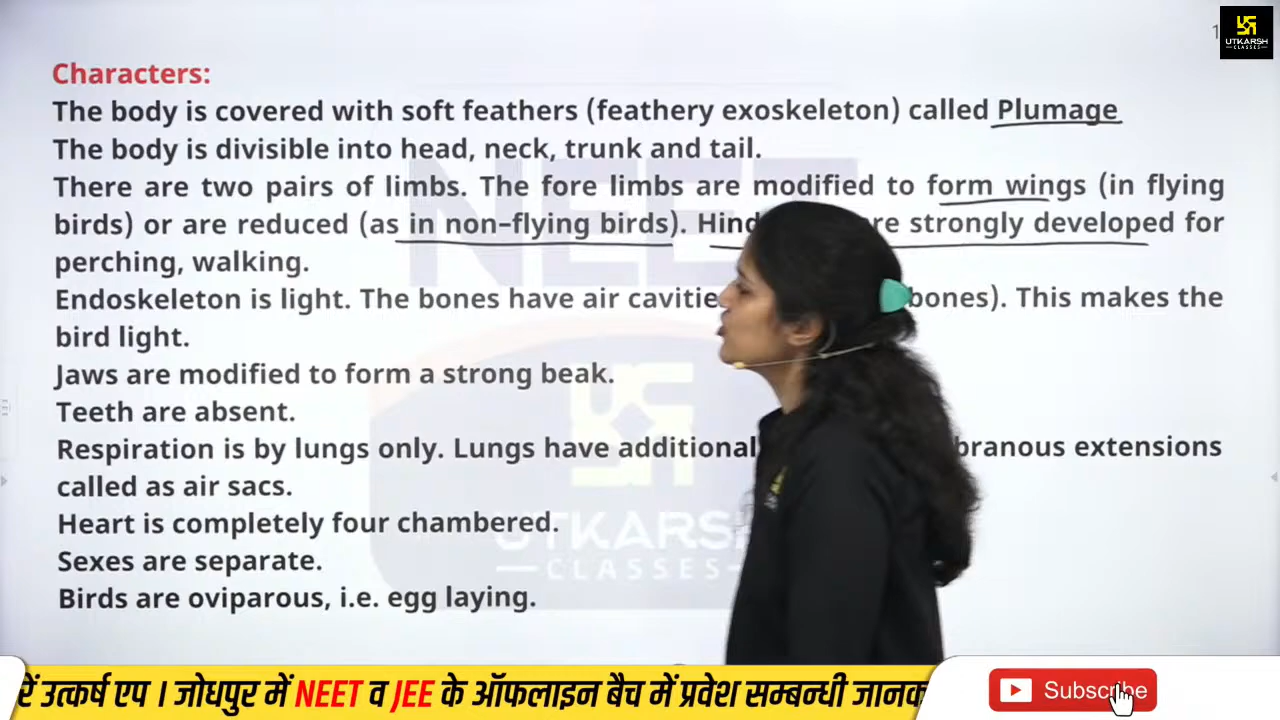 1
UTKARSH
CLASSES
Characters:
The body is covered with soft feathers (feathery exoskeleton) called Plumage
The body is divisible into head, neck, trunk and tail.
There are two pairs of limbs. The fore limbs are modified to form wings (in flying
birds) or are reduced (as in non-flying birds). re strongly developed for
perching, walking.
Endoskeleton is light. The bones have air bones). This makes the
bird light.
Jaws are modified to form a strong beak.
Teeth are absent.
Respiration is by lungs only. Lungs have additional branous extensions
called as air sacs.
Heart is completely four chambered.
Sexes are separate.
Birds are oviparous, i.e. egg laying.
NEET
UTKARSH
CLASSES
रें उत्कर्ष एप । जोधपुर में NEET व JEE के ऑफलाइन बैच में प्रवेश सम्बन्धी जानक
Subscribe